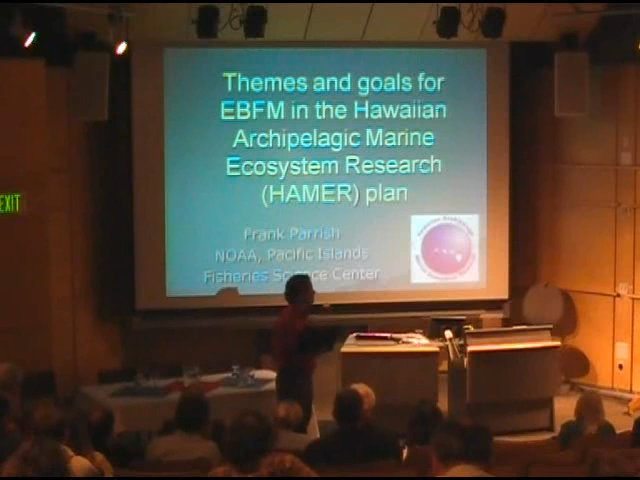 Themes and goals for
EBFM in the Hawaiian
Archipelagic Marine
Ecosystem Research
(HAMER) plan
Frank Parrish
NOAA, Pacific Islands
Fisheries Science Center
EXIT